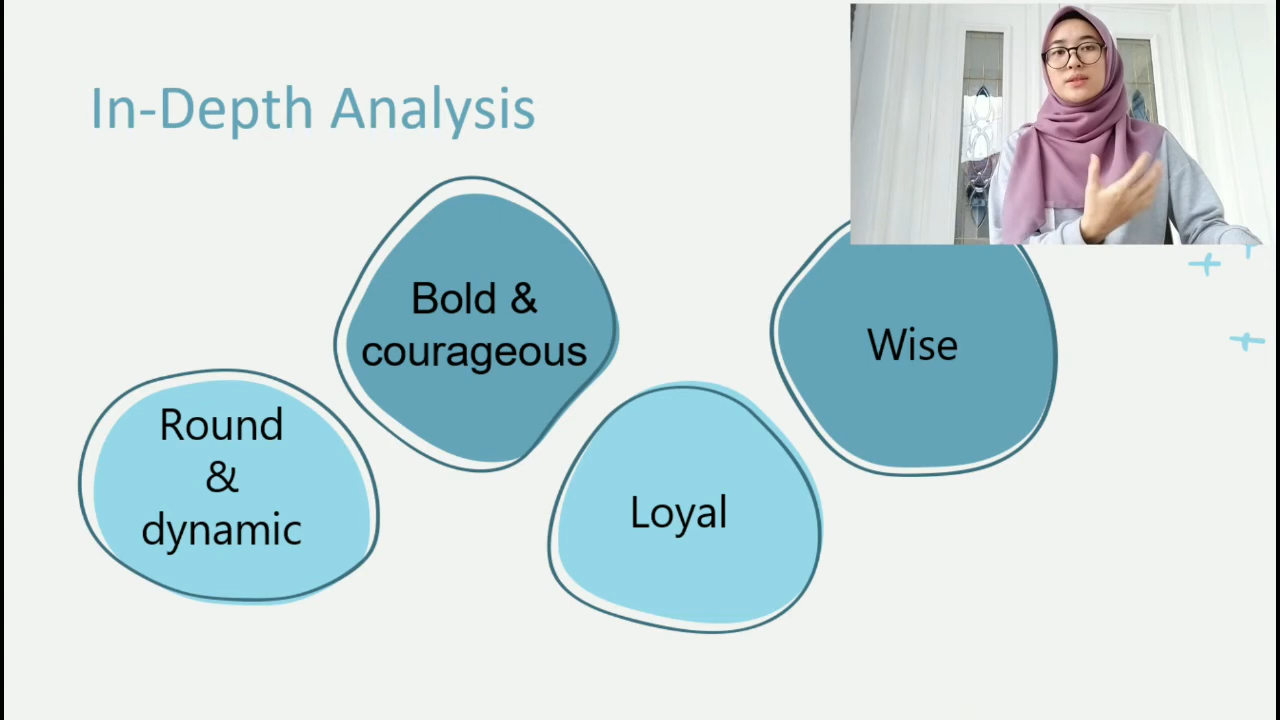 In-Depth Analysis
Bold &
courageous
Wise
Round
&
dynamic
Loyal